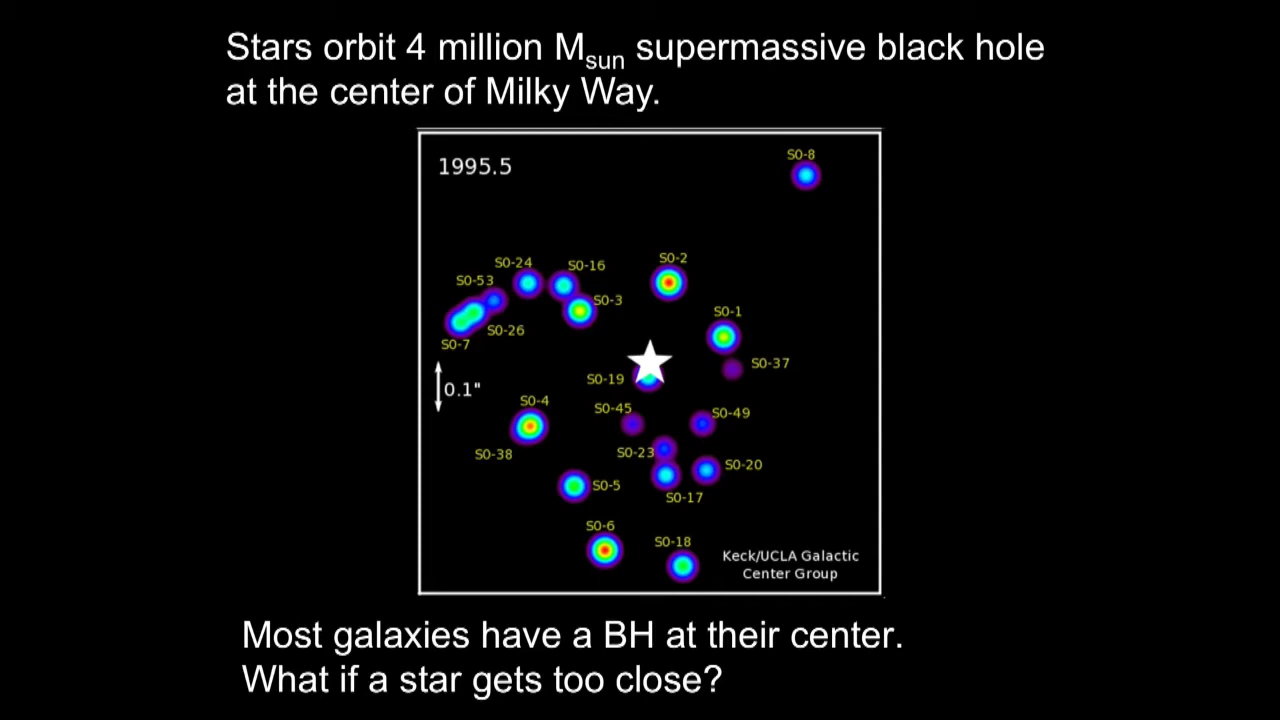 Stars orbit 4 million Msun supermassive black hole
at the center of Milky Way.
1995.5
S0-8
S0-2
S0-24
S0-16
S0-53
S0-3
S0-1
S0-26
S0-7
S0-37
S0-19
0.1"
S0-4
S0-45
S0-49
S0-38
S0-23
S0-20
S0-5
S0-17
S0-6
S0-18
Keck/UCLA Galactic
Center Group
Most galaxies have a BH at their center.
What if a star gets too close?